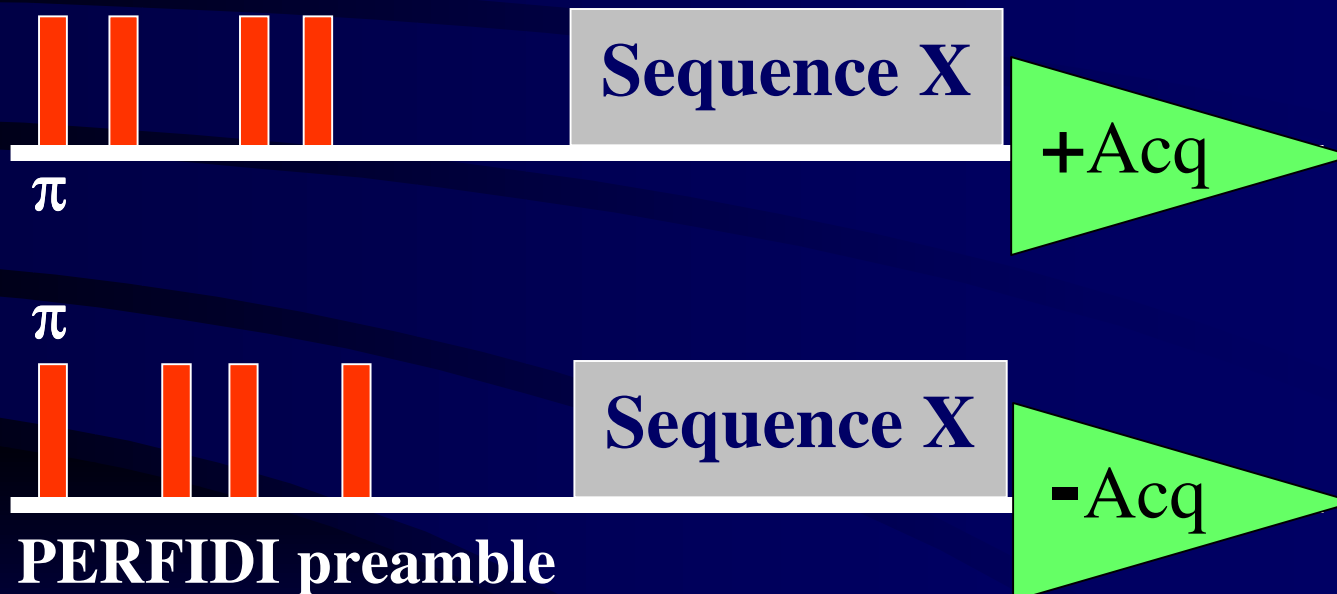 Sequence X
+Acq
π
π
Sequence X
-Acq
PERFIDI preamble